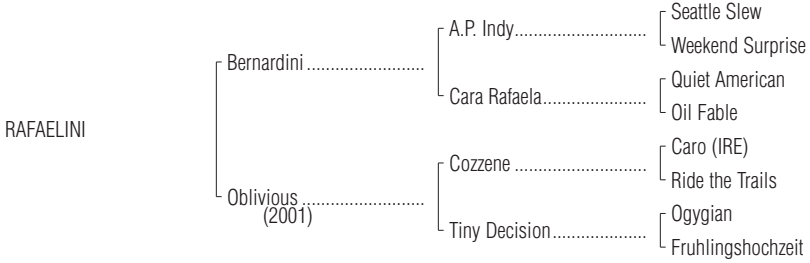 Seattle Slew
A.P. Indy..............................
Weekend Surprise
Bernardini .........................
Quiet American
Cara Rafaela......................
Oil Fable
RAFAELINI
Caro (IRE)
Cozzene ............................
Ride the Trails
Oblivious ..........................
(2001)
Ogygian
Tiny Decision....................
Fruhlingshochzeit